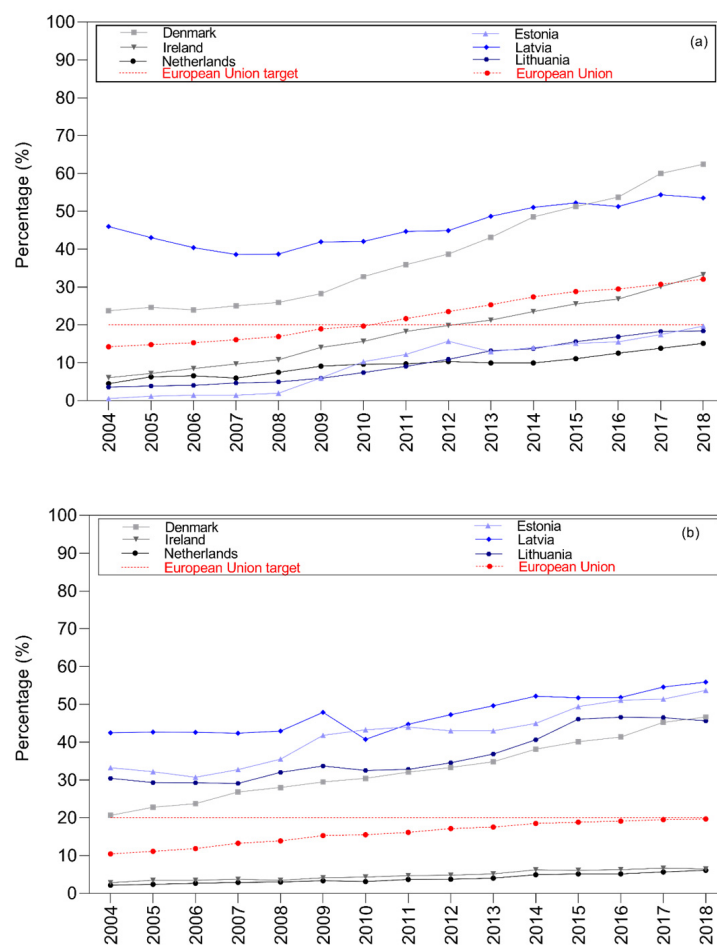 100
90
80
70
60
50
40
30
20
10
0
Percentage (%)
Denmark
Ireland
Netherlands
European Union target
Estonia
Latvia
Lithuania
European Union
(a)
2004
2005
2006
2007
2008
2009
2010
2011
2012
2013
2014
2015
2016
2017
2018
100
90
80
70
60
50
40
30
20
10
0
Percentage (%)
Denmark
Ireland
Netherlands
European Union target
Estonia
Latvia
Lithuania
European Union
(b)
2004
2005
2006
2007
2008
2009
2010
2011
2012
2013
2014
2015
2016
2017
2018